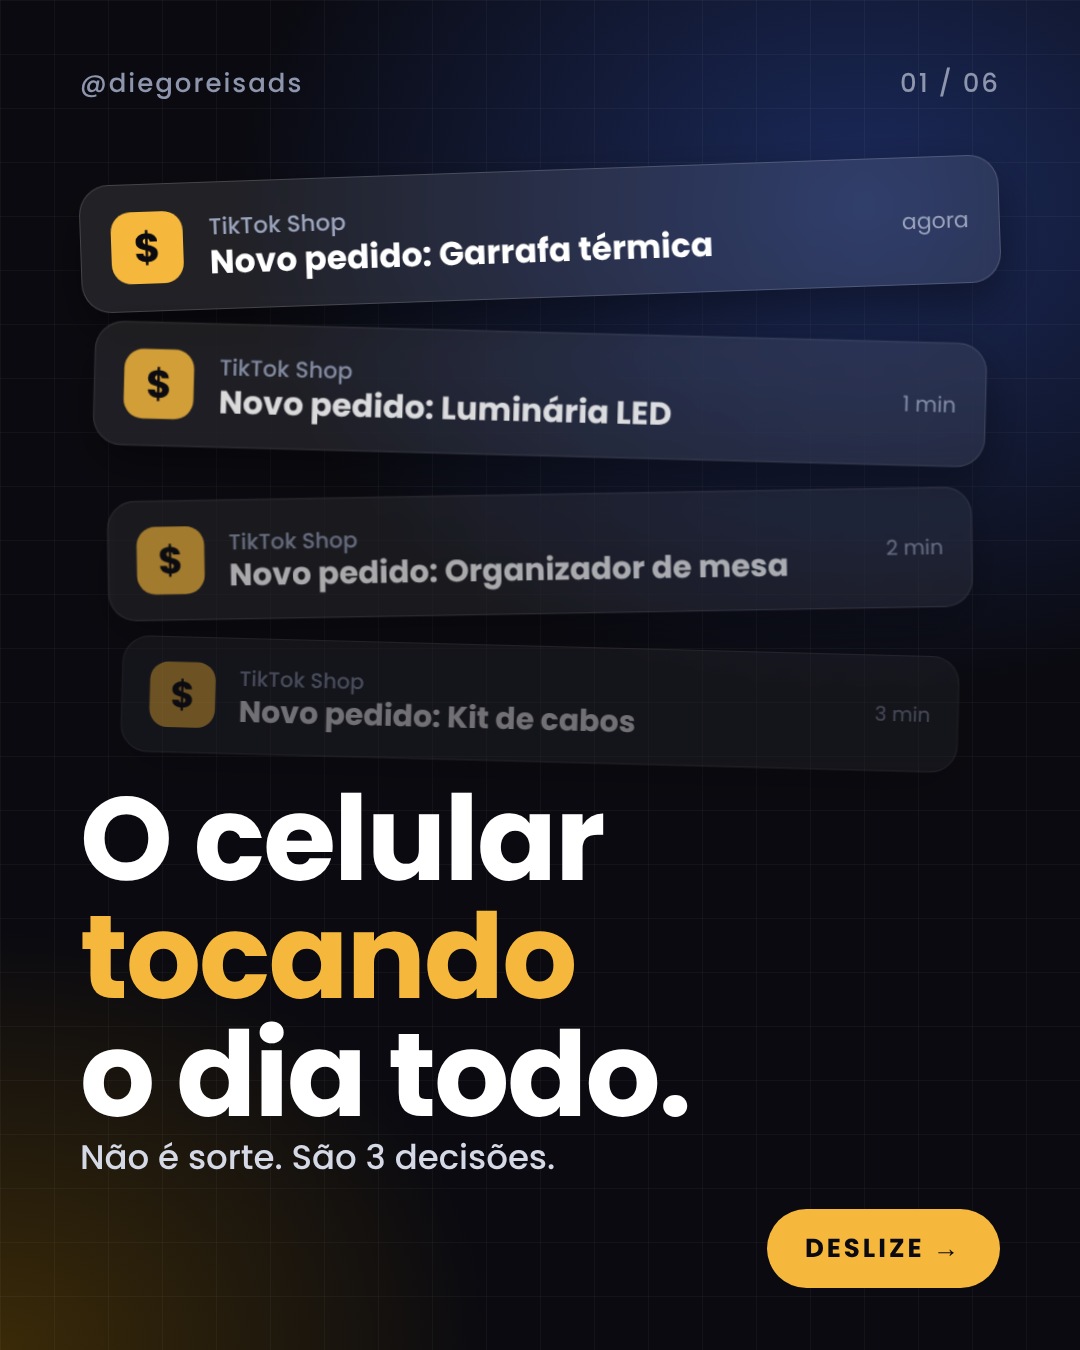 @diegoreisads
01 / 06
$
TikTok Shop
Novo pedido: Garrafa térmica
agora
$
TikTok Shop
Novo pedido: Luminária LED
1 min
$
TikTok Shop
Novo pedido: Organizador de mesa
2 min
$
TikTok Shop
Novo pedido: Kit de cabos
3 min
O celular
tocando
o dia todo.
Não é sorte. São 3 decisões.
DESLIZE →